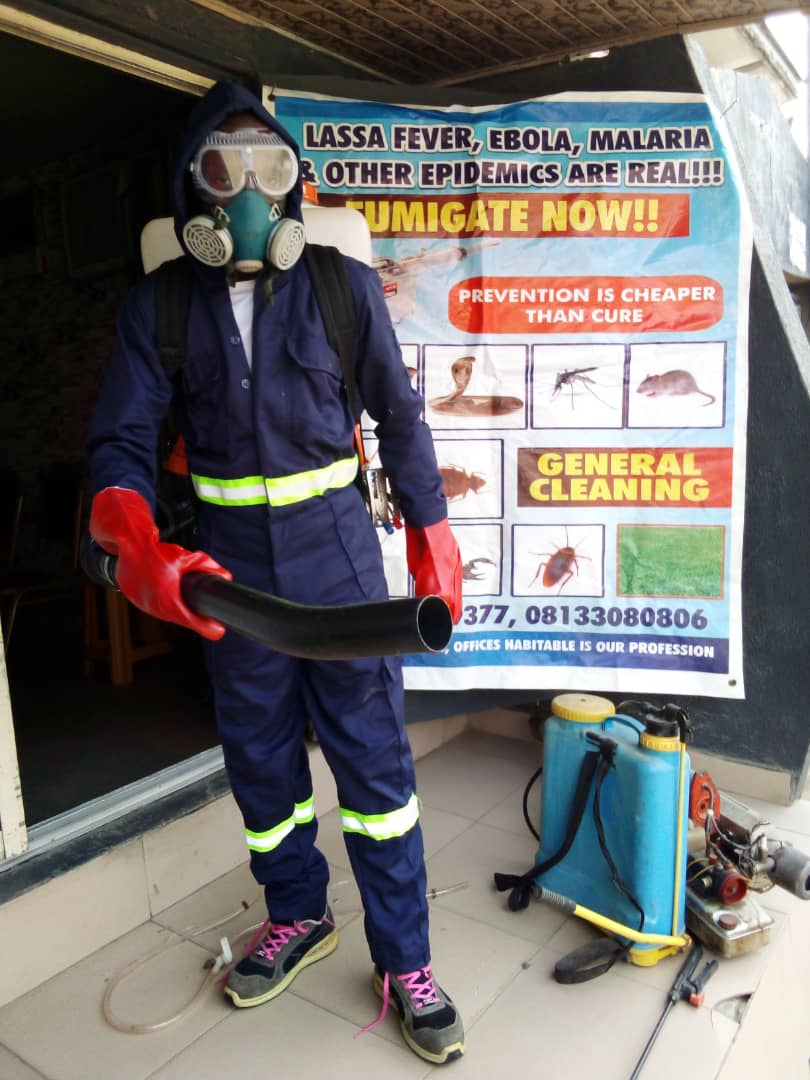 LASSA FEVER, EBOLA, MALARIA
& OTHER EPIDEMICS ARE REAL!!!
FUMIGATE NOW!!
PREVENTION IS CHEAPER
THAN CURE
GENERAL
CLEANING
377, 08133080806
, OFFICES HABITABLE IS OUR PROFESSION